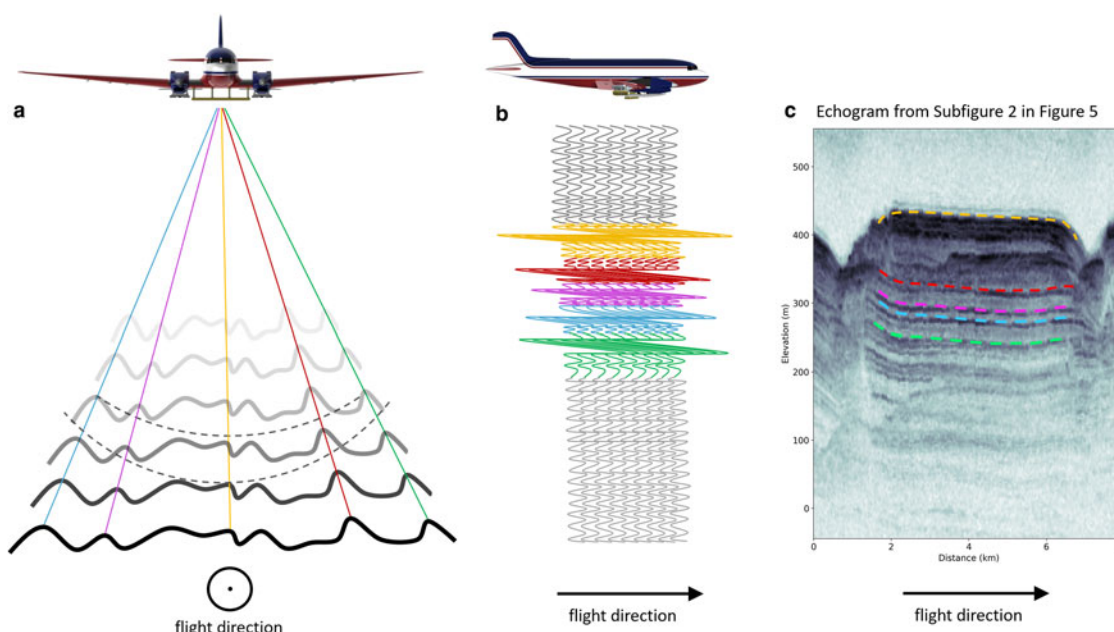 a
flight direction
b
flight direction
c Echogram from Subfigure 2 in Figure 5
500
400
300
200
100
0
Elevation (m)
0 2 4 6
Distance (km)
flight direction